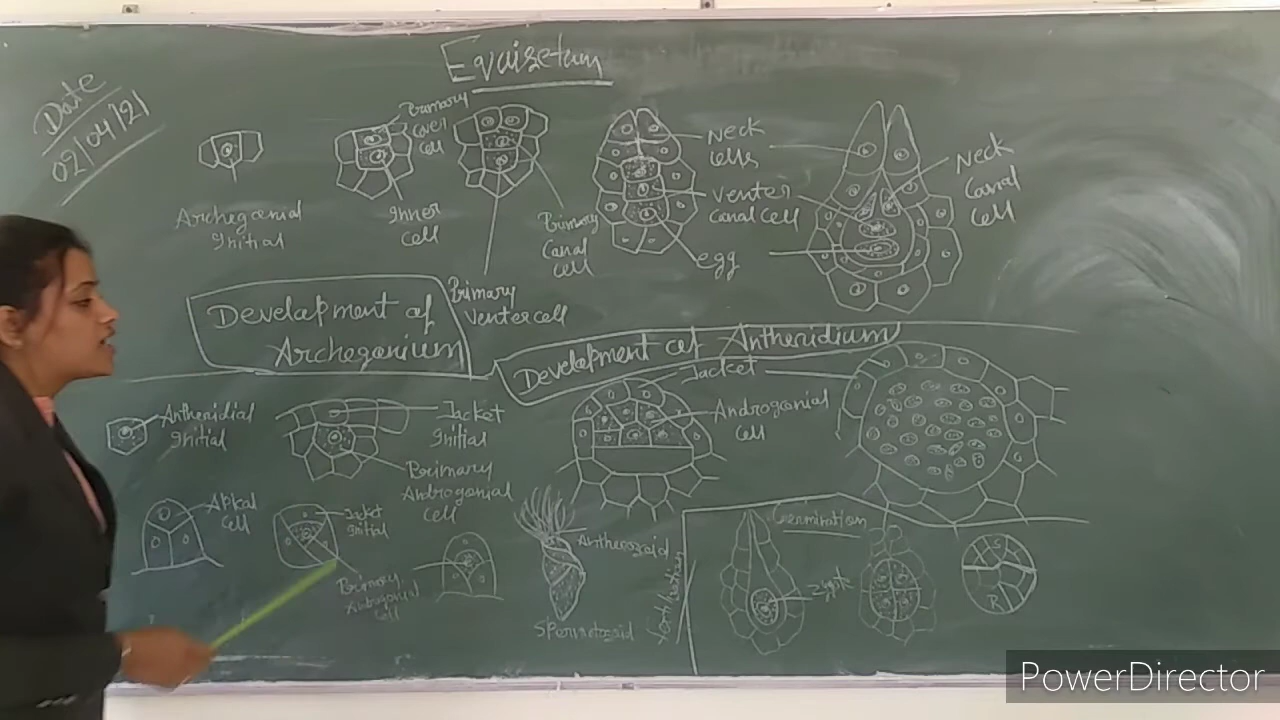 Equisetum
Date
02/04/21
Primary
Cover
Cell
Archegonial
Initial
Inner
Cell
Primary
Canal
Cell
Primary
Venter cell
Neck
Cells
Venter
Canal Cell
egg
Neck
Canal
Cell
Development of
Archegonium
Development of Antheridium
Antheridial
Initial
Jacket
Initial
Primary
Androgonial
Cell
Jacket
Androgonial
Cell
Apical
Cell
Jacket
Initial
Primary
Androgonial
Cell
Antherozoid
Spermatozoid
Germination
Zygote
S
R
PowerDirector